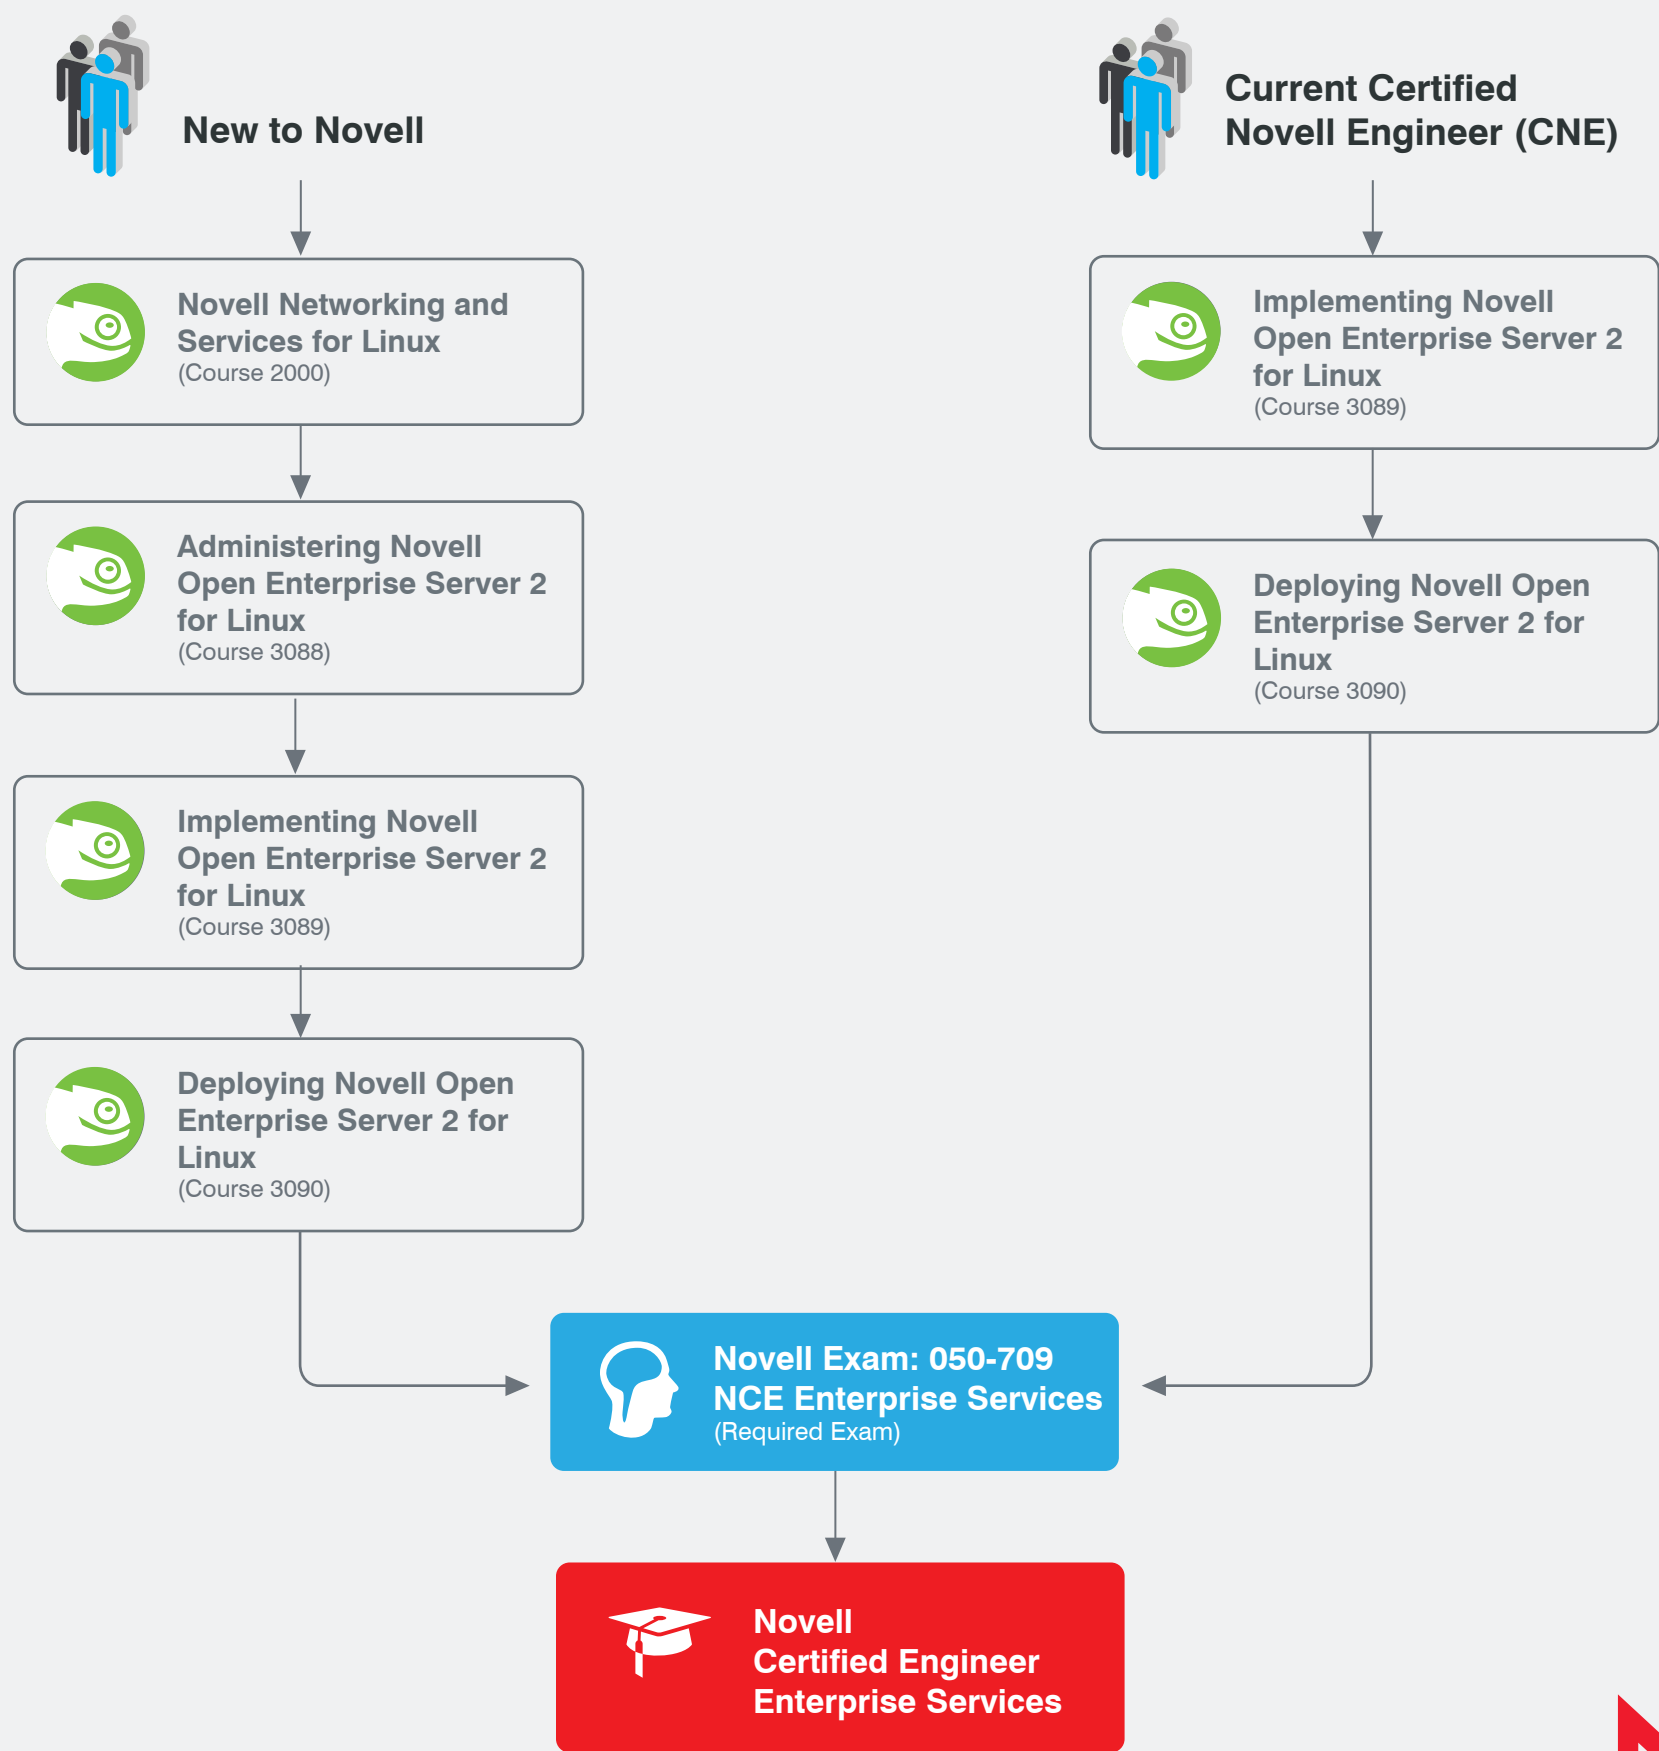 New to Novell
Novell Networking and
Services for Linux
(Course 2000)
Administering Novell
Open Enterprise Server 2
for Linux
(Course 3088)
Implementing Novell
Open Enterprise Server 2
for Linux
(Course 3089)
Deploying Novell Open
Enterprise Server 2 for
Linux
(Course 3090)
Current Certified
Novell Engineer (CNE)
Implementing Novell
Open Enterprise Server 2
for Linux
(Course 3089)
Deploying Novell Open
Enterprise Server 2 for
Linux
(Course 3090)
Novell Exam: 050-709
NCE Enterprise Services
(Required Exam)
Novell
Certified Engineer
Enterprise Services